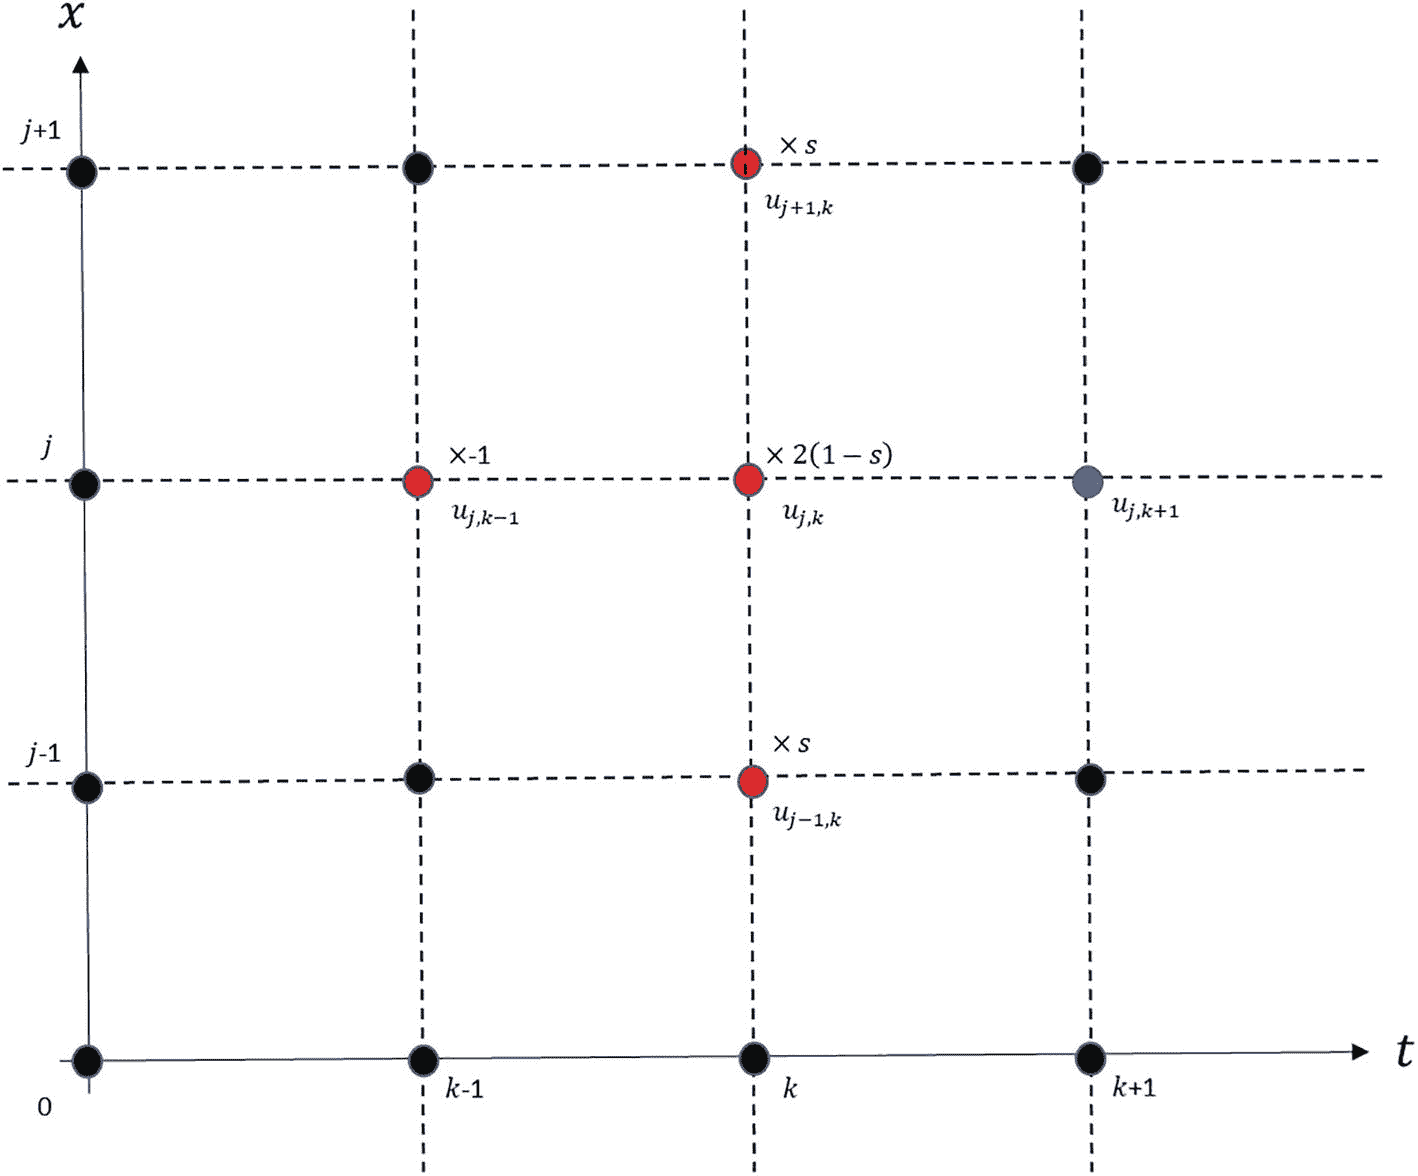 x
j+1
× s
u_{j+1,k}
j
×-1
× 2(1 − s)
u_{j,k−1}
u_{j,k}
u_{j,k+1}
j-1
× s
u_{j−1,k}
t
k-1
k
k+1
0